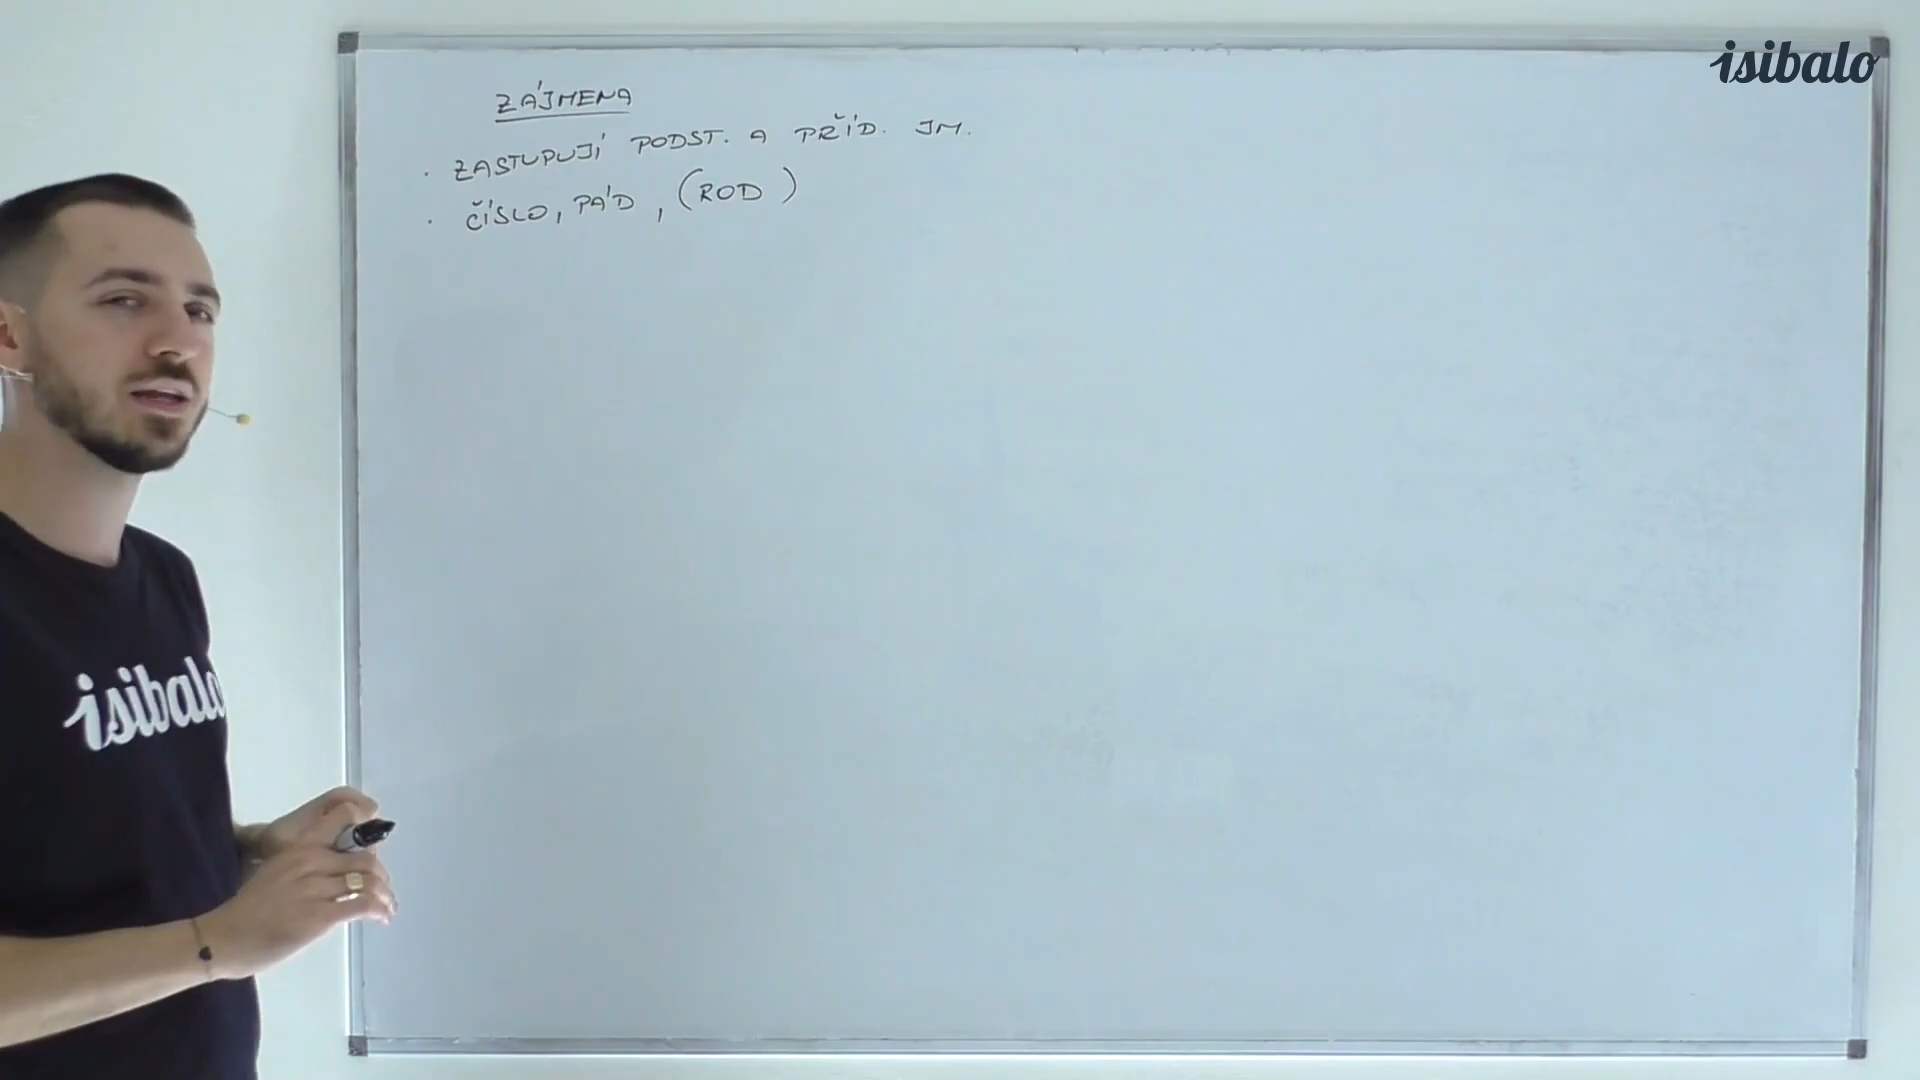 isibalo
ZÁJMENA
· ZASTUPUJÍ PODST. A PŘÍD. JM.
· ČÍSLO, PÁD, (ROD)
isibalo